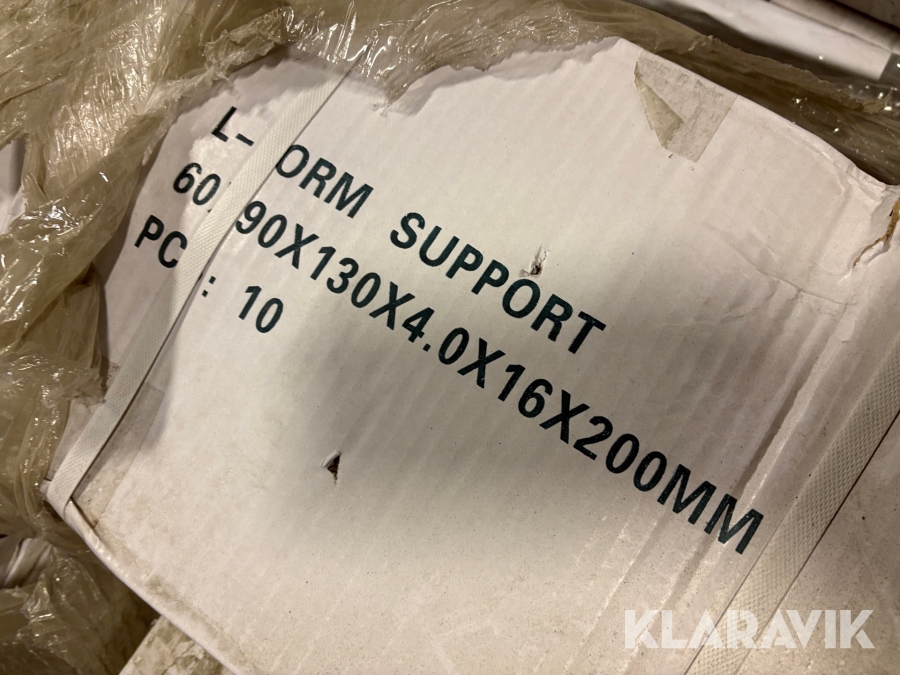 L-ORM SUPPORT
60 90X130X4.0X16X200MM
PC : 10
KLARAVIK